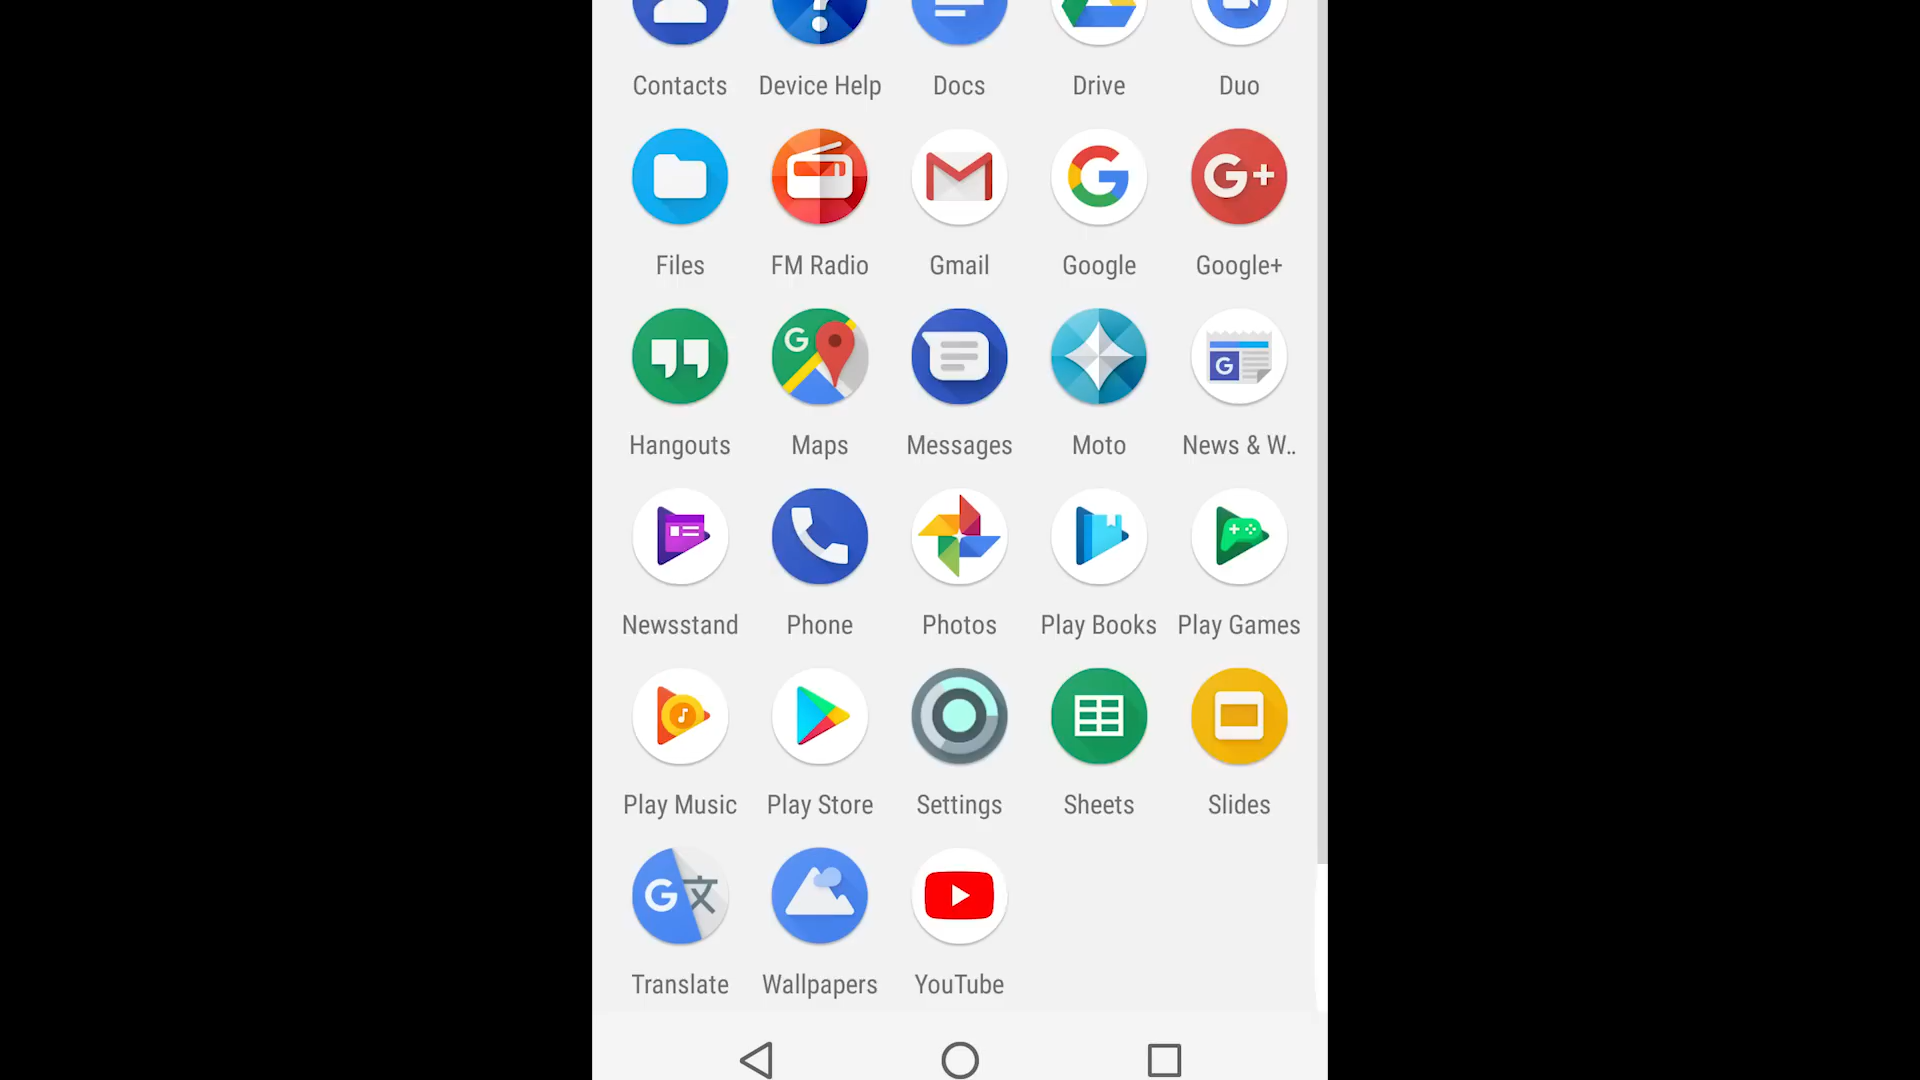 Contacts Device Help Docs Drive Duo
Files FM Radio Gmail Google Google+
Hangouts Maps Messages Moto News & W..
Newsstand Phone Photos Play Books Play Games
Play Music Play Store Settings Sheets Slides
Translate Wallpapers YouTube